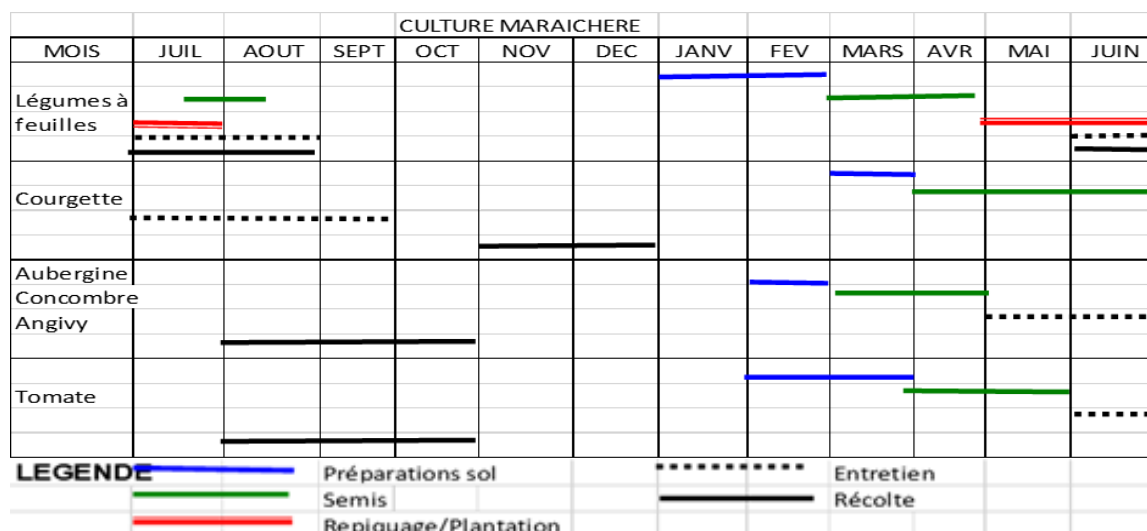 CULTURE MARAICHERE
MOIS JUIL AOUT SEPT OCT NOV DEC JANV FEV MARS AVR MAI JUIN
Légumes à
feuilles
Courgette
Aubergine
Concombre
Angivy
Tomate
LEGENDE Préparations sol Entretien
Semis Récolte
Repiquage/Plantation